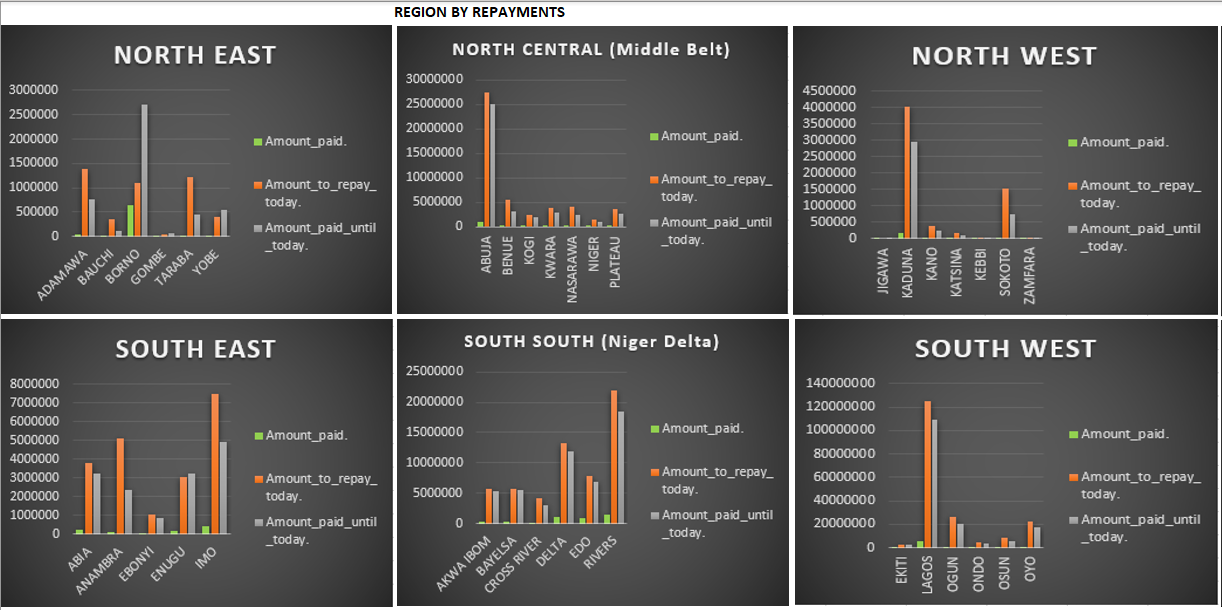 REGION BY REPAYMENTS
NORTH EAST
3000000
2500000
2000000
1500000
1000000
500000
0
ADAMAWA
BAUCHI
BORNO
GOMBE
TARABA
YOBE
Amount_paid.
Amount_to_repay_
today.
Amount_paid_until
_today.
NORTH CENTRAL (Middle Belt)
30000000
25000000
20000000
15000000
10000000
5000000
0
ABUJA
BENUE
KOGI
KWARA
NASARAWA
NIGER
PLATEAU
Amount_paid.
Amount_to_repay_
today.
Amount_paid_until
_today.
NORTH WEST
4500000
4000000
3500000
3000000
2500000
2000000
1500000
1000000
500000
0
JIGAWA
KADUNA
KANO
KATSINA
KEBBI
SOKOTO
ZAMFARA
Amount_paid.
Amount_to_repay_
today.
Amount_paid_until
_today.
SOUTH EAST
8000000
7000000
6000000
5000000
4000000
3000000
2000000
1000000
0
ABIA
ANAMBRA
EBONYI
ENUGU
IMO
Amount_paid.
Amount_to_repay_
today.
Amount_paid_until
_today.
SOUTH SOUTH (Niger Delta)
25000000
20000000
15000000
10000000
5000000
0
AKWA IBOM
BAYELSA
CROSS RIVER
DELTA
EDO
RIVERS
Amount_paid.
Amount_to_repay_
today.
Amount_paid_until
_today.
SOUTH WEST
140000000
120000000
100000000
80000000
60000000
40000000
20000000
0
EKITI
LAGOS
OGUN
ONDO
OSUN
OYO
Amount_paid.
Amount_to_repay_
today.
Amount_paid_until
_today.